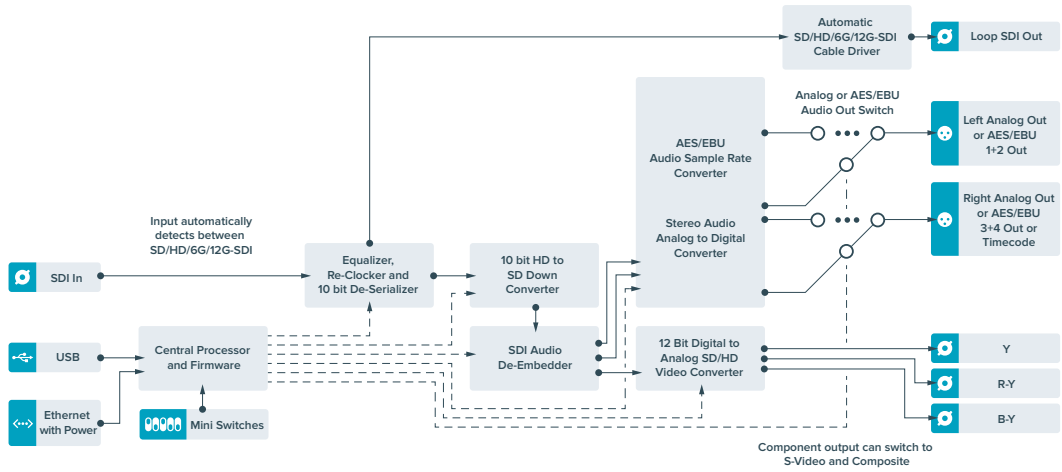 Automatic
SD/HD/6G/12G-SDI
Cable Driver
Loop SDI Out
Analog or AES/EBU
Audio Out Switch
AES/EBU
Audio Sample Rate
Converter
Left Analog Out
or AES/EBU
1+2 Out
Stereo Audio
Analog to Digital
Converter
Right Analog Out
or AES/EBU
3+4 Out or
Timecode
Input automatically
detects between
SD/HD/6G/12G-SDI
SDI In
Equalizer,
Re-Clocker and
10 bit De-Serializer
10 bit HD to
SD Down
Converter
USB
Central Processor
and Firmware
SDI Audio
De-Embedder
12 Bit Digital to
Analog SD/HD
Video Converter
Y
R-Y
B-Y
Ethernet
with Power
Mini Switches
Component output can switch to
S-Video and Composite